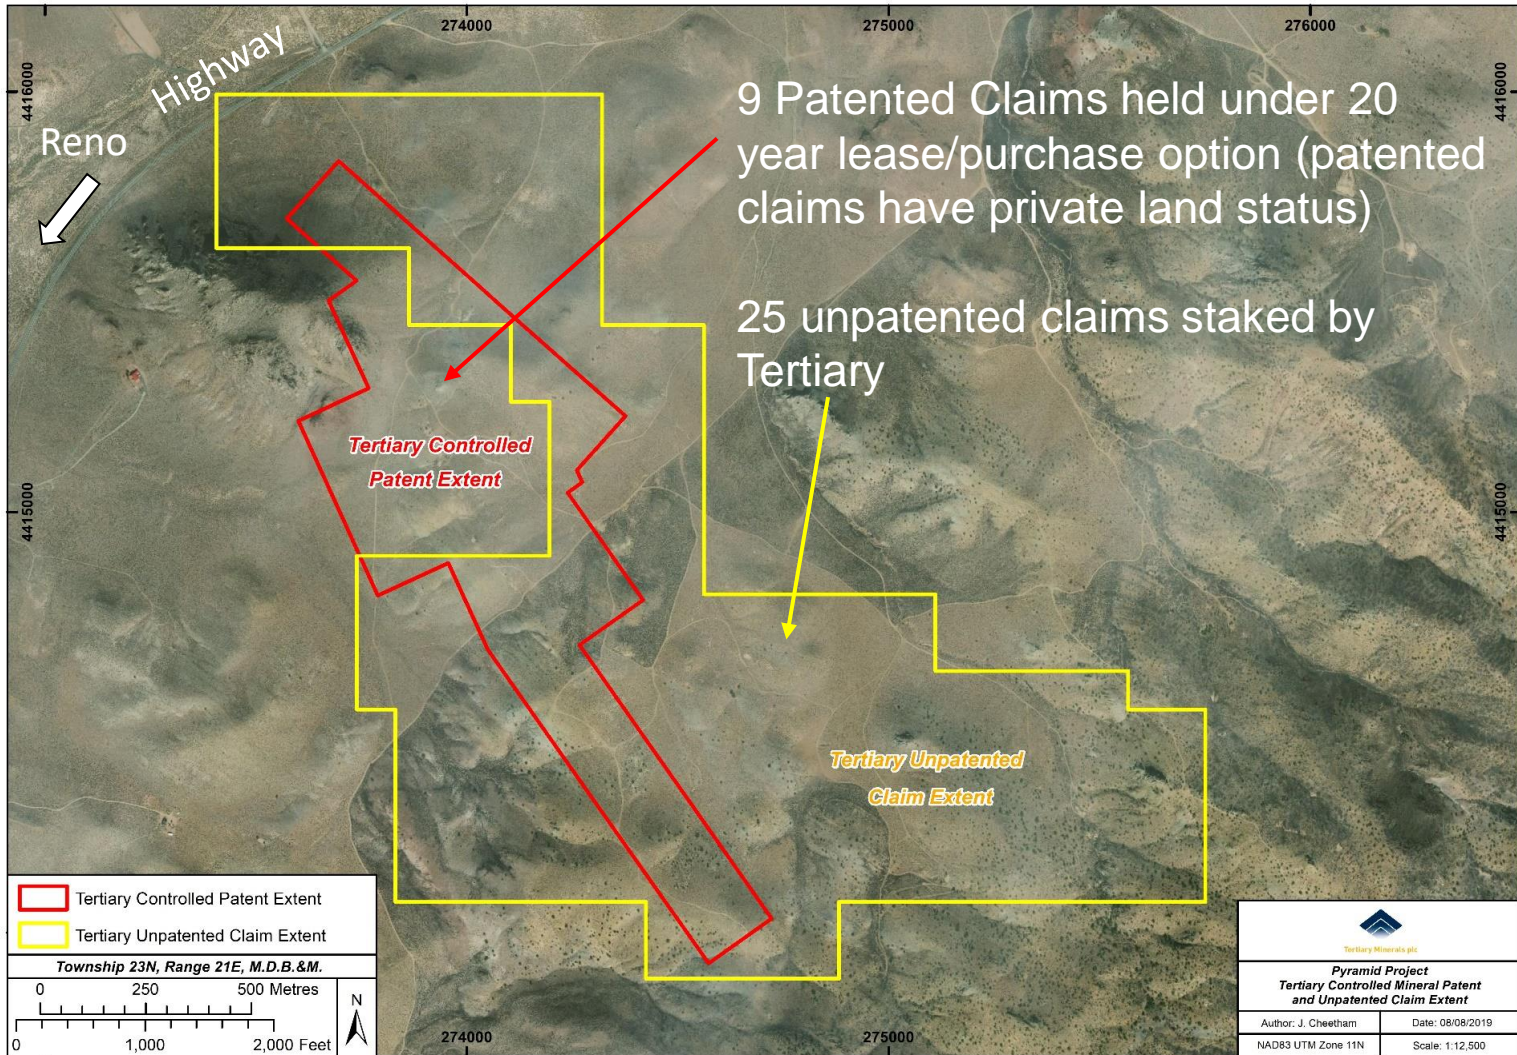 274000
275000
276000
4416000
4416000
Highway
Reno
9 Patented Claims held under 20
year lease/purchase option (patented
claims have private land status)
25 unpatented claims staked by
Tertiary
Tertiary Controlled
Patent Extent
4415000
4415000
Tertiary Unpatented
Claim Extent
Tertiary Controlled Patent Extent
Tertiary Unpatented Claim Extent
Township 23N, Range 21E, M.D.B.&M.
0 250 500 Metres
0 1,000 2,000 Feet
N
274000
275000
Tertiary Minerals plc
Pyramid Project
Tertiary Controlled Mineral Patent
and Unpatented Claim Extent
Author: J. Cheetham
Date: 08/08/2019
NAD83 UTM Zone 11N
Scale: 1:12,500